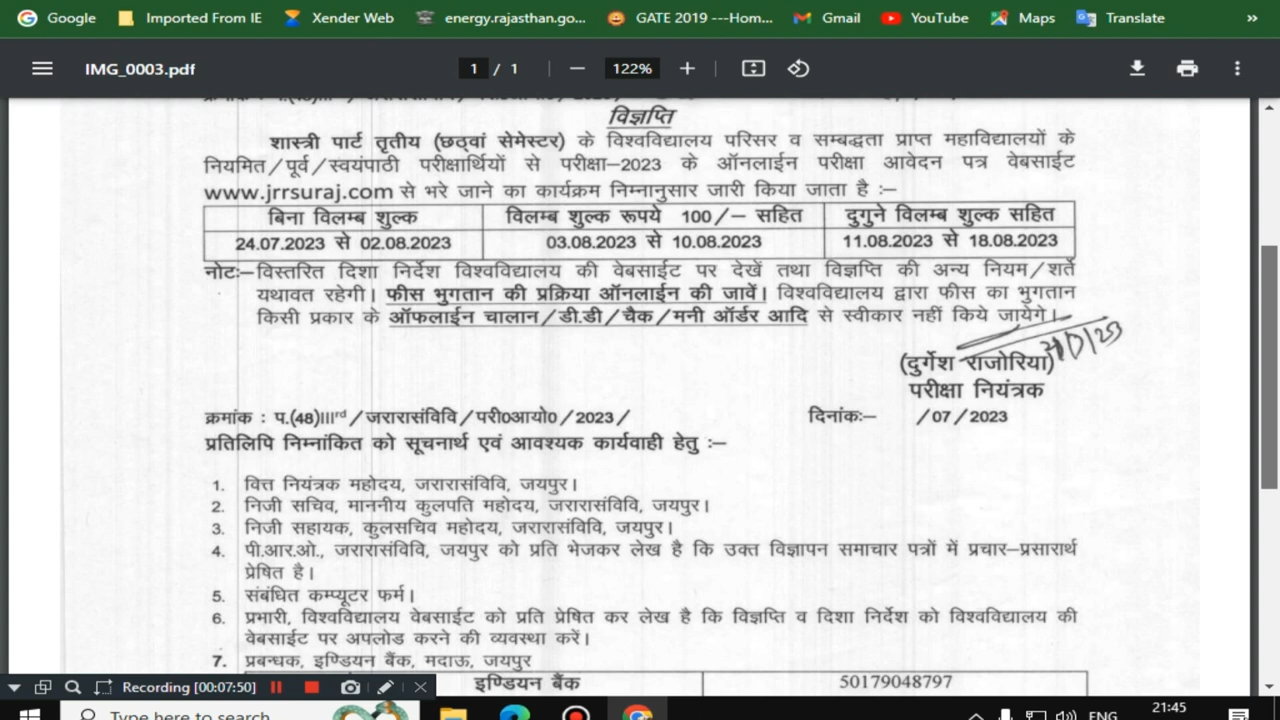 Google Imported From IE Xender Web energy.rajasthan.go... GATE 2019 ---Hom... Gmail YouTube Maps Translate »
IMG_0003.pdf 1 / 1 122%
विज्ञप्ति
शास्त्री पार्ट तृतीय (छठ्वां सेमेस्टर) के विश्वविद्यालय परिसर व सम्बद्धता प्राप्त महाविद्यालयों के
नियमित/पूर्व/स्वयंपाठी परीक्षार्थियों से परीक्षा–2023 के ऑनलाईन परीक्षा आवेदन पत्र वेबसाईट
www.jrrsuraj.com से भरे जाने का कार्यक्रम निम्नानुसार जारी किया जाता है :–
बिना विलम्ब शुल्क विलम्ब शुल्क रूपये 100/– सहित दुगुने विलम्ब शुल्क सहित
24.07.2023 से 02.08.2023 03.08.2023 से 10.08.2023 11.08.2023 से 18.08.2023
नोटः–विस्तरित दिशा निर्देश विश्वविद्यालय की वेबसाईट पर देखें तथा विज्ञप्ति की अन्य नियम/शर्ते
यथावत रहेगी। फीस भुगतान की प्रक्रिया ऑनलाईन की जावें। विश्वविद्यालय द्वारा फीस का भुगतान
किसी प्रकार के ऑफलाईन चालान/डी.डी/चैक/मनी ऑर्डर आदि से स्वीकार नहीं किये जायेगे।
(दुर्गेश राजोरिया)
परीक्षा नियंत्रक
क्रमांक : प.(48)IIIrd/जरारासंविवि/परी0आयो0/2023/ दिनांकः– /07/2023
प्रतिलिपि निम्नांकित को सूचनार्थ एवं आवश्यक कार्यवाही हेतु :–
1. वित्त नियंत्रक महोदय, जरारासंविवि, जयपुर।
2. निजी सचिव, माननीय कुलपति महोदय, जरारासंविवि, जयपुर।
3. निजी सहायक, कुलसचिव महोदय, जरारासंविवि, जयपुर।
4. पी.आर.ओ., जरारासंविवि, जयपुर को प्रति भेजकर लेख है कि उक्त विज्ञापन समाचार पत्रों में प्रचार–प्रसारार्थ
प्रेषित है।
5. संबंधित कम्प्यूटर फर्म।
6. प्रभारी, विश्वविद्यालय वेबसाईट को प्रति प्रेषित कर लेख है कि विज्ञप्ति व दिशा निर्देश को विश्वविद्यालय की
वेबसाईट पर अपलोड करने की व्यवस्था करें।
7. प्रबन्धक, इण्डियन बैंक, मदाऊ, जयपुर
इण्डियन बैंक 50179048797
Recording [00:07:50]
Type here to search ENG 21:45